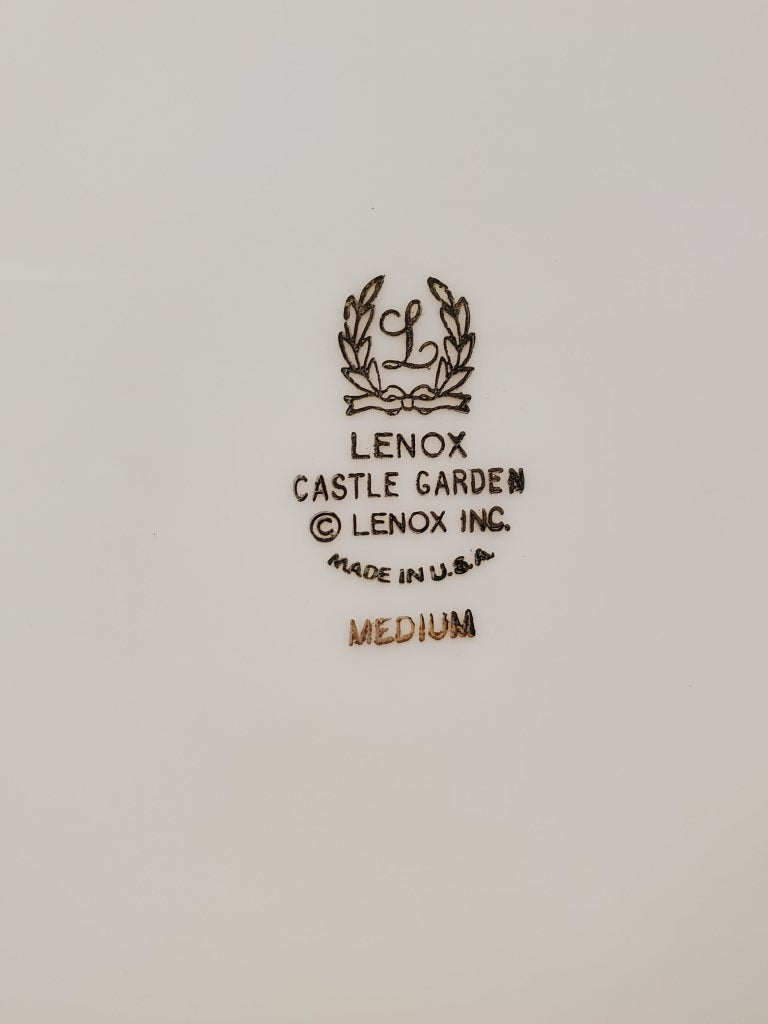 L
LENOX
CASTLE GARDEN
© LENOX INC.
MADE IN U.S.A.
MEDIUM